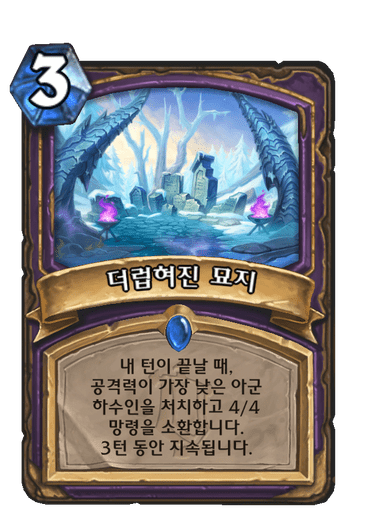 3
더럽혀진 묘지
내 턴이 끝날 때,
공격력이 가장 낮은 아군
하수인을 처치하고 4/4
망령을 소환합니다.
3턴 동안 지속됩니다.